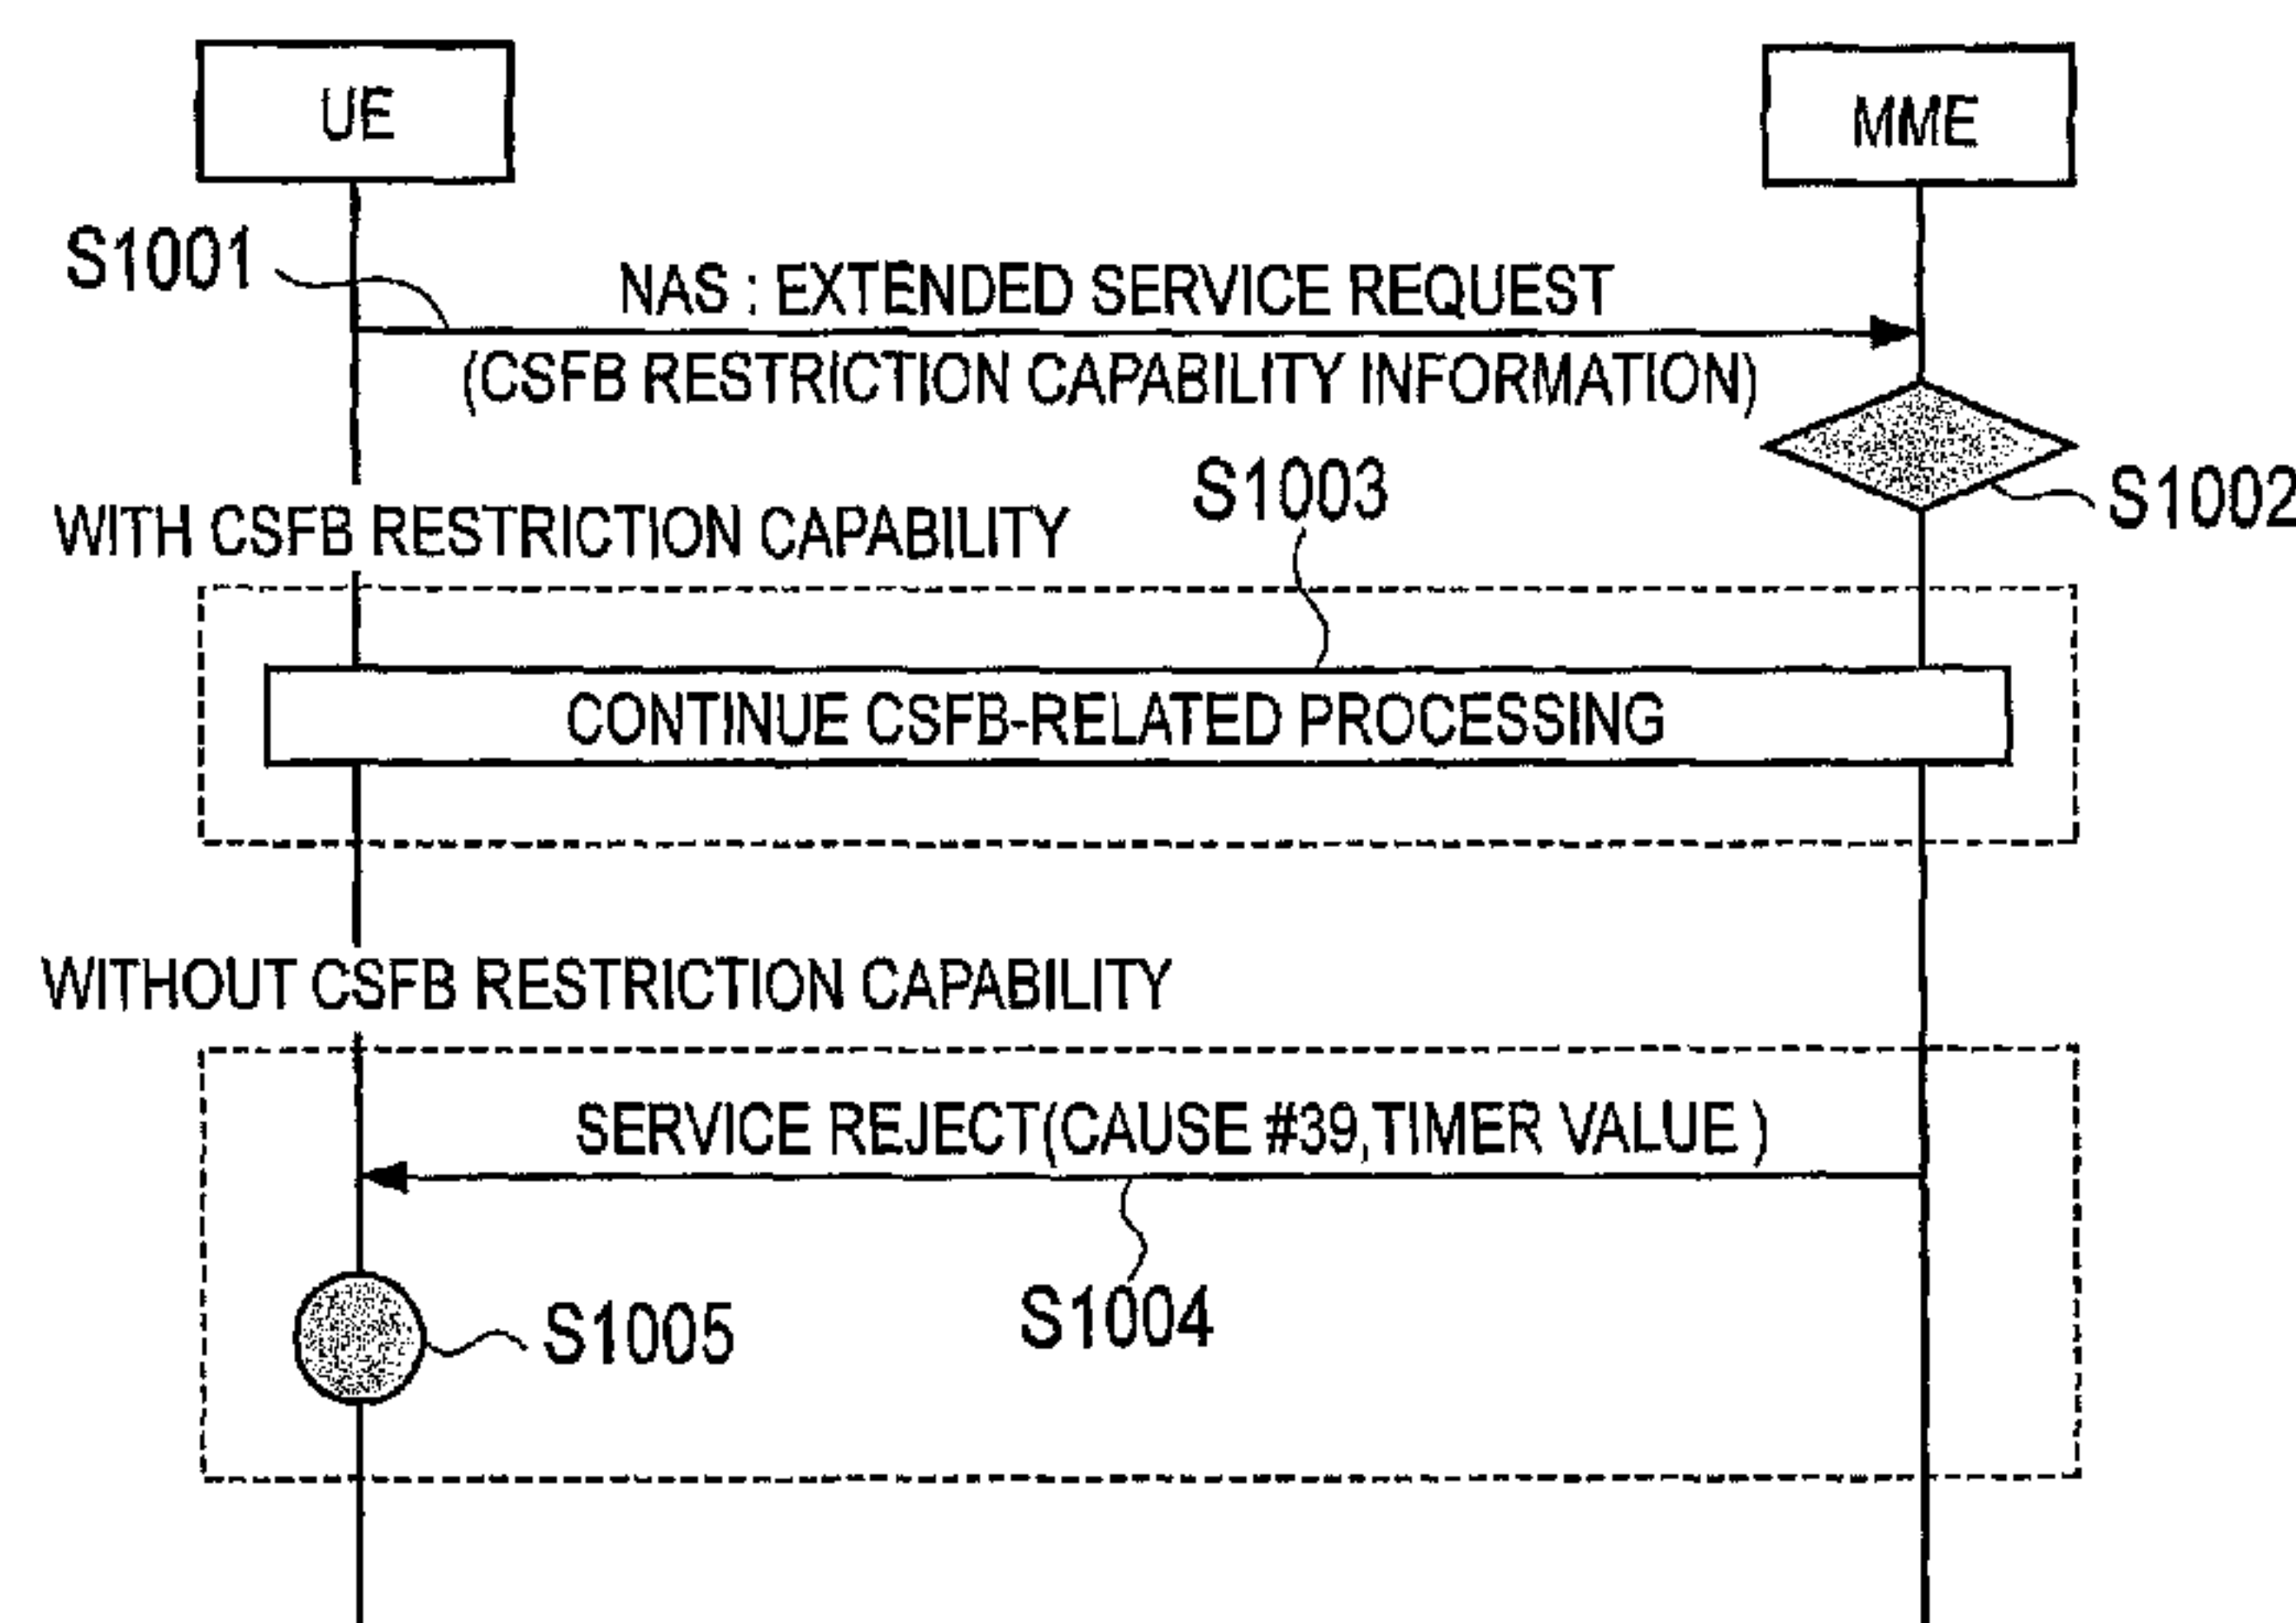 UE
MME
S1001
NAS : EXTENDED SERVICE REQUEST
(CSFB RESTRICTION CAPABILITY INFORMATION)
S1002
S1003
WITH CSFB RESTRICTION CAPABILITY
CONTINUE CSFB-RELATED PROCESSING
WITHOUT CSFB RESTRICTION CAPABILITY
SERVICE REJECT(CAUSE #39,TIMER VALUE )
S1004
S1005